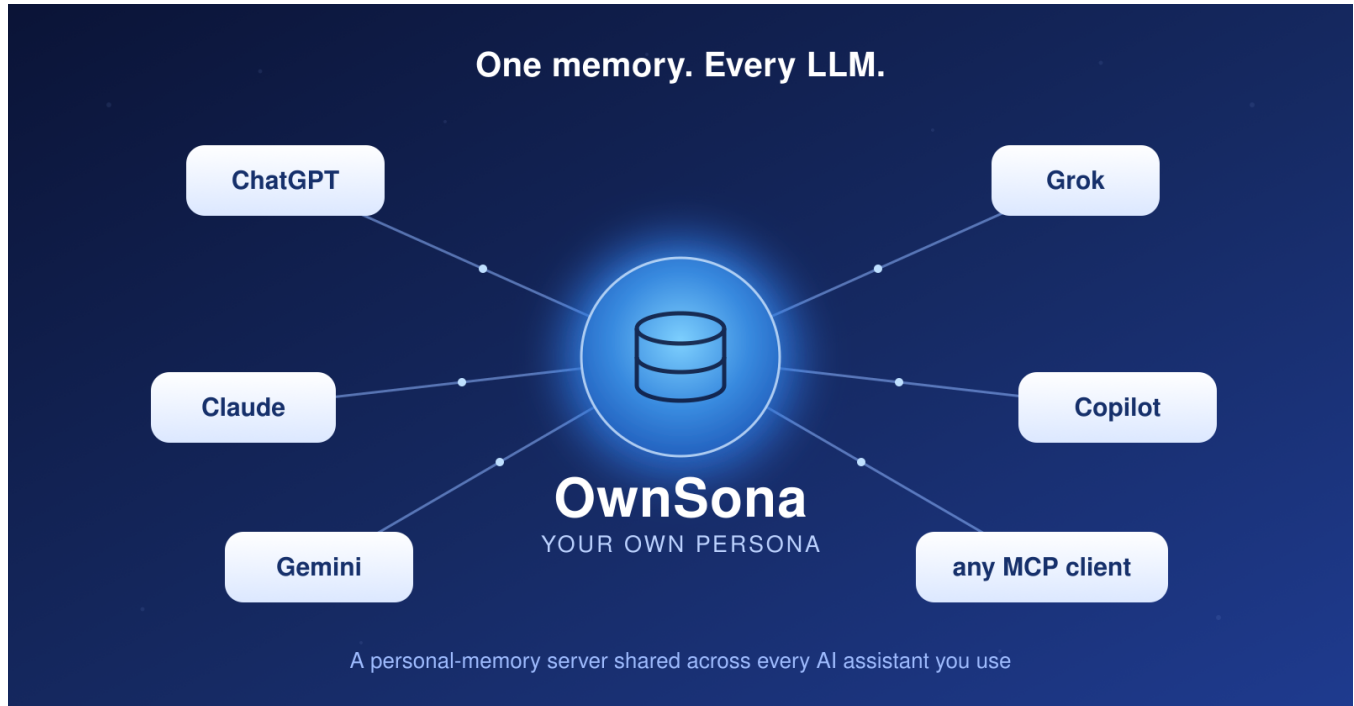 One memory. Every LLM.
ChatGPT
Grok
Claude
Copilot
OwnSona
YOUR OWN PERSONA
Gemini
any MCP client
A personal-memory server shared across every AI assistant you use